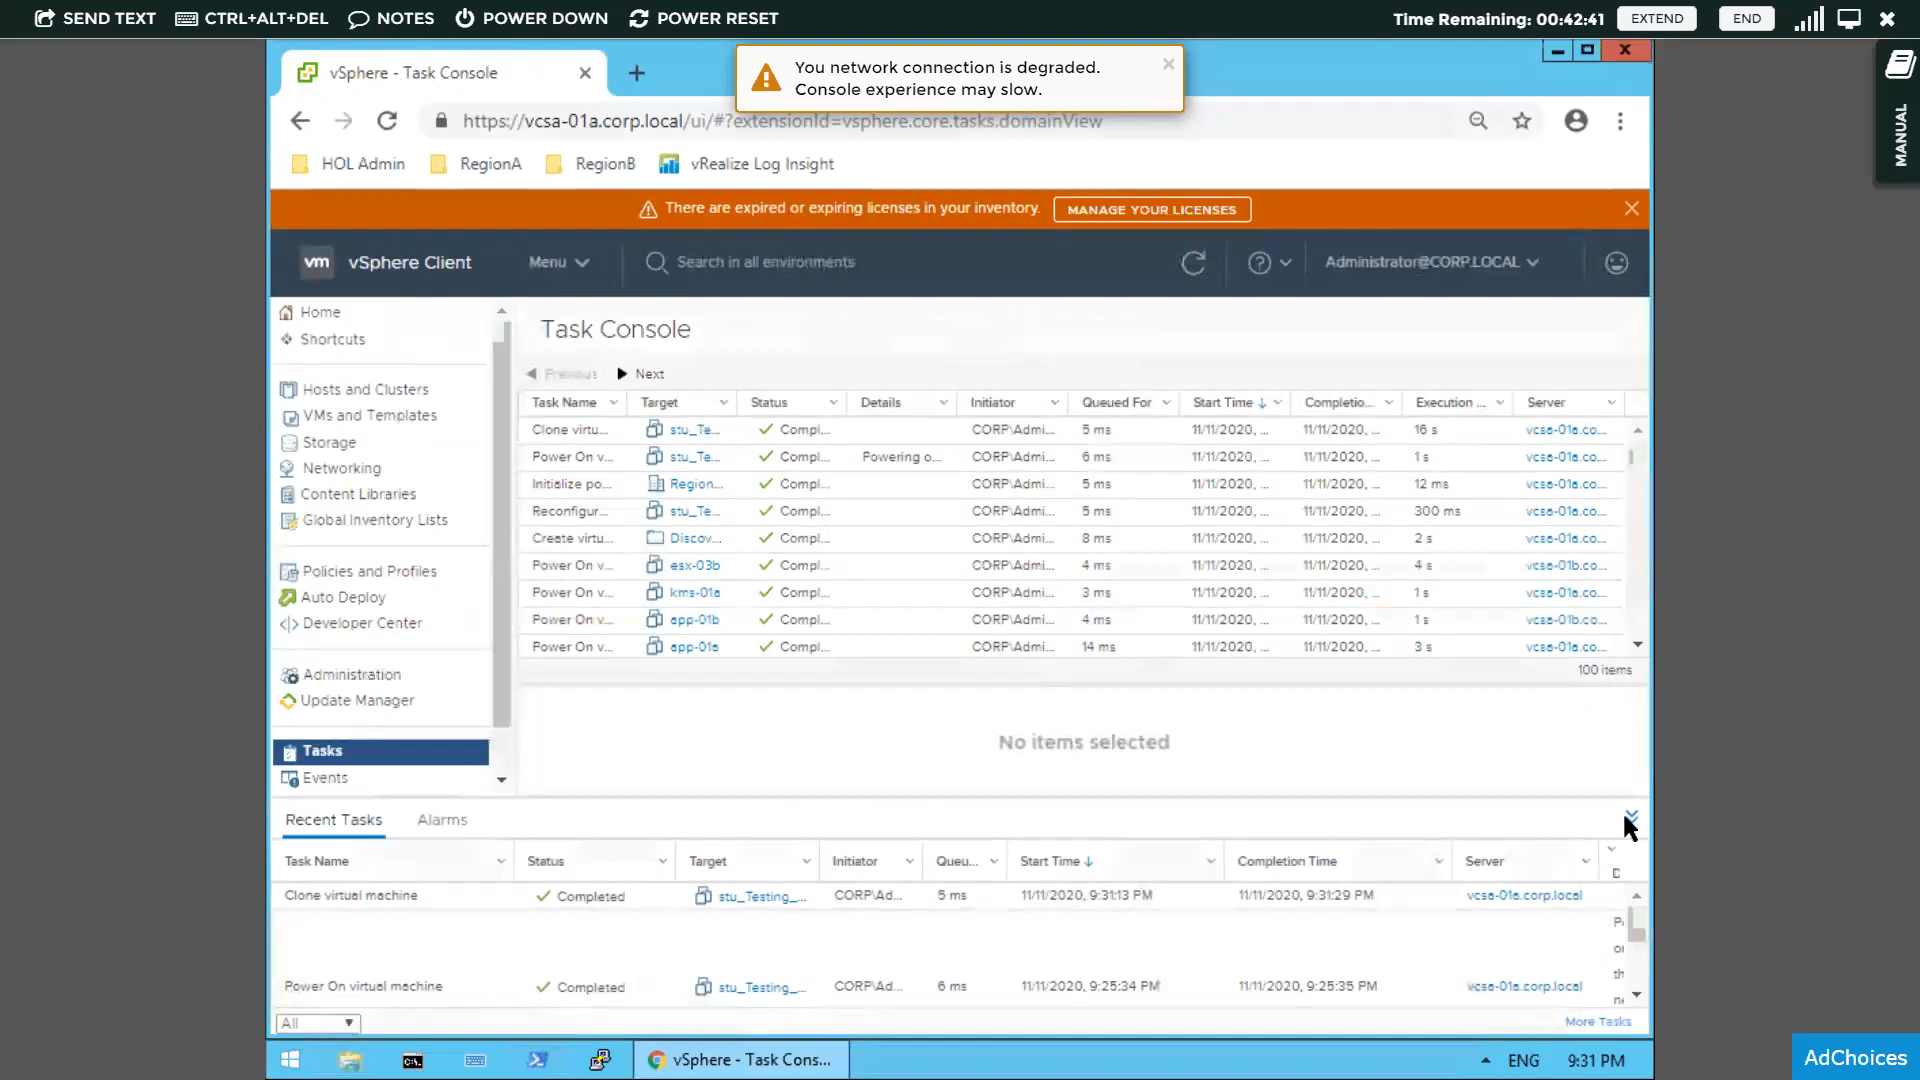 SEND TEXT CTRL+ALT+DEL NOTES POWER DOWN POWER RESET Time Remaining: 00:42:41 EXTEND END
MANUAL
vSphere - Task Console
You network connection is degraded.
Console experience may slow.
https://vcsa-01a.corp.local/ui/#?extensionId=vsphere.core.tasks.domainView
HOL Admin RegionA RegionB vRealize Log Insight
There are expired or expiring licenses in your inventory. MANAGE YOUR LICENSES
vm vSphere Client Menu Search in all environments Administrator@CORP.LOCAL
Home
Shortcuts
Hosts and Clusters
VMs and Templates
Storage
Networking
Content Libraries
Global Inventory Lists
Policies and Profiles
Auto Deploy
Developer Center
Administration
Update Manager
Tasks
Events
Task Console
Previous Next
Task Name Target Status Details Initiator Queued For Start Time Completio... Execution ... Server
Clone virtu... stu_Te... Compl... CORP\Admi... 5 ms 11/11/2020, ... 11/11/2020, ... 16 s vcsa-01a.co...
Power On v... stu_Te... Compl... Powering o... CORP\Admi... 6 ms 11/11/2020, ... 11/11/2020, ... 1 s vcsa-01a.co...
Initialize po... Region... Compl... CORP\Admi... 5 ms 11/11/2020, ... 11/11/2020, ... 12 ms vcsa-01a.co...
Reconfigur... stu_Te... Compl... CORP\Admi... 5 ms 11/11/2020, ... 11/11/2020, ... 300 ms vcsa-01a.co...
Create virtu... Discov... Compl... CORP\Admi... 8 ms 11/11/2020, ... 11/11/2020, ... 2 s vcsa-01a.co...
Power On v... esx-03b Compl... CORP\Admi... 4 ms 11/11/2020, ... 11/11/2020, ... 4 s vcsa-01b.co...
Power On v... kms-01a Compl... CORP\Admi... 3 ms 11/11/2020, ... 11/11/2020, ... 1 s vcsa-01a.co...
Power On v... app-01b Compl... CORP\Admi... 4 ms 11/11/2020, ... 11/11/2020, ... 1 s vcsa-01b.co...
Power On v... app-01a Compl... CORP\Admi... 14 ms 11/11/2020, ... 11/11/2020, ... 3 s vcsa-01a.co...
100 items
No items selected
Recent Tasks Alarms
Task Name Status Target Initiator Queu... Start Time Completion Time Server
Clone virtual machine Completed stu_Testing_... CORP\Ad... 5 ms 11/11/2020, 9:31:13 PM 11/11/2020, 9:31:29 PM vcsa-01a.corp.local
Power On virtual machine Completed stu_Testing_... CORP\Ad... 6 ms 11/11/2020, 9:25:34 PM 11/11/2020, 9:25:35 PM vcsa-01a.corp.local
All More Tasks
vSphere - Task Cons... ENG 9:31 PM
AdChoices